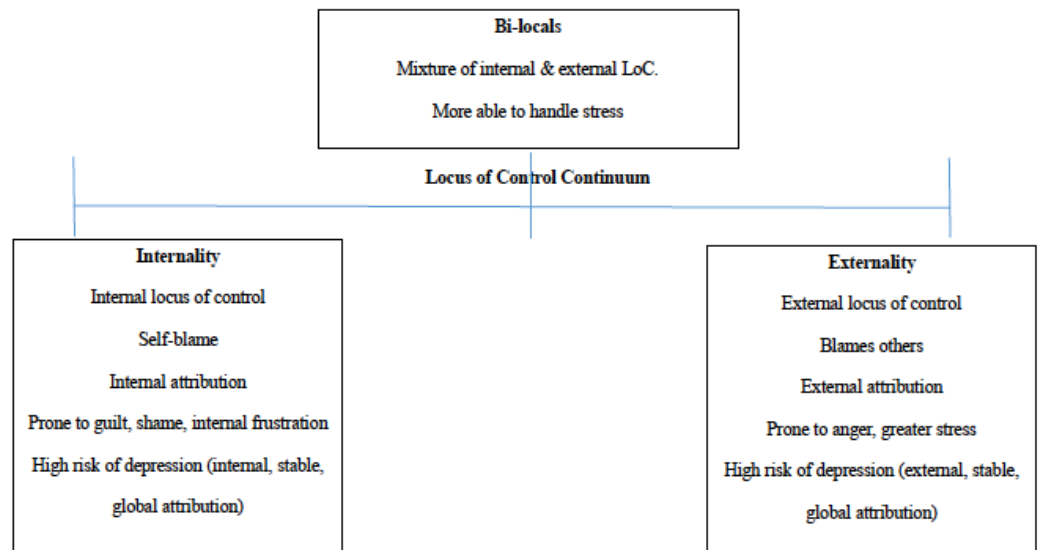 Bi-locals
Mixture of internal & external LoC.
More able to handle stress
Locus of Control Continuum
Internality
Internal locus of control
Self-blame
Internal attribution
Prone to guilt, shame, internal frustration
High risk of depression (internal, stable,
global attribution)
Externality
External locus of control
Blames others
External attribution
Prone to anger, greater stress
High risk of depression (external, stable,
global attribution)